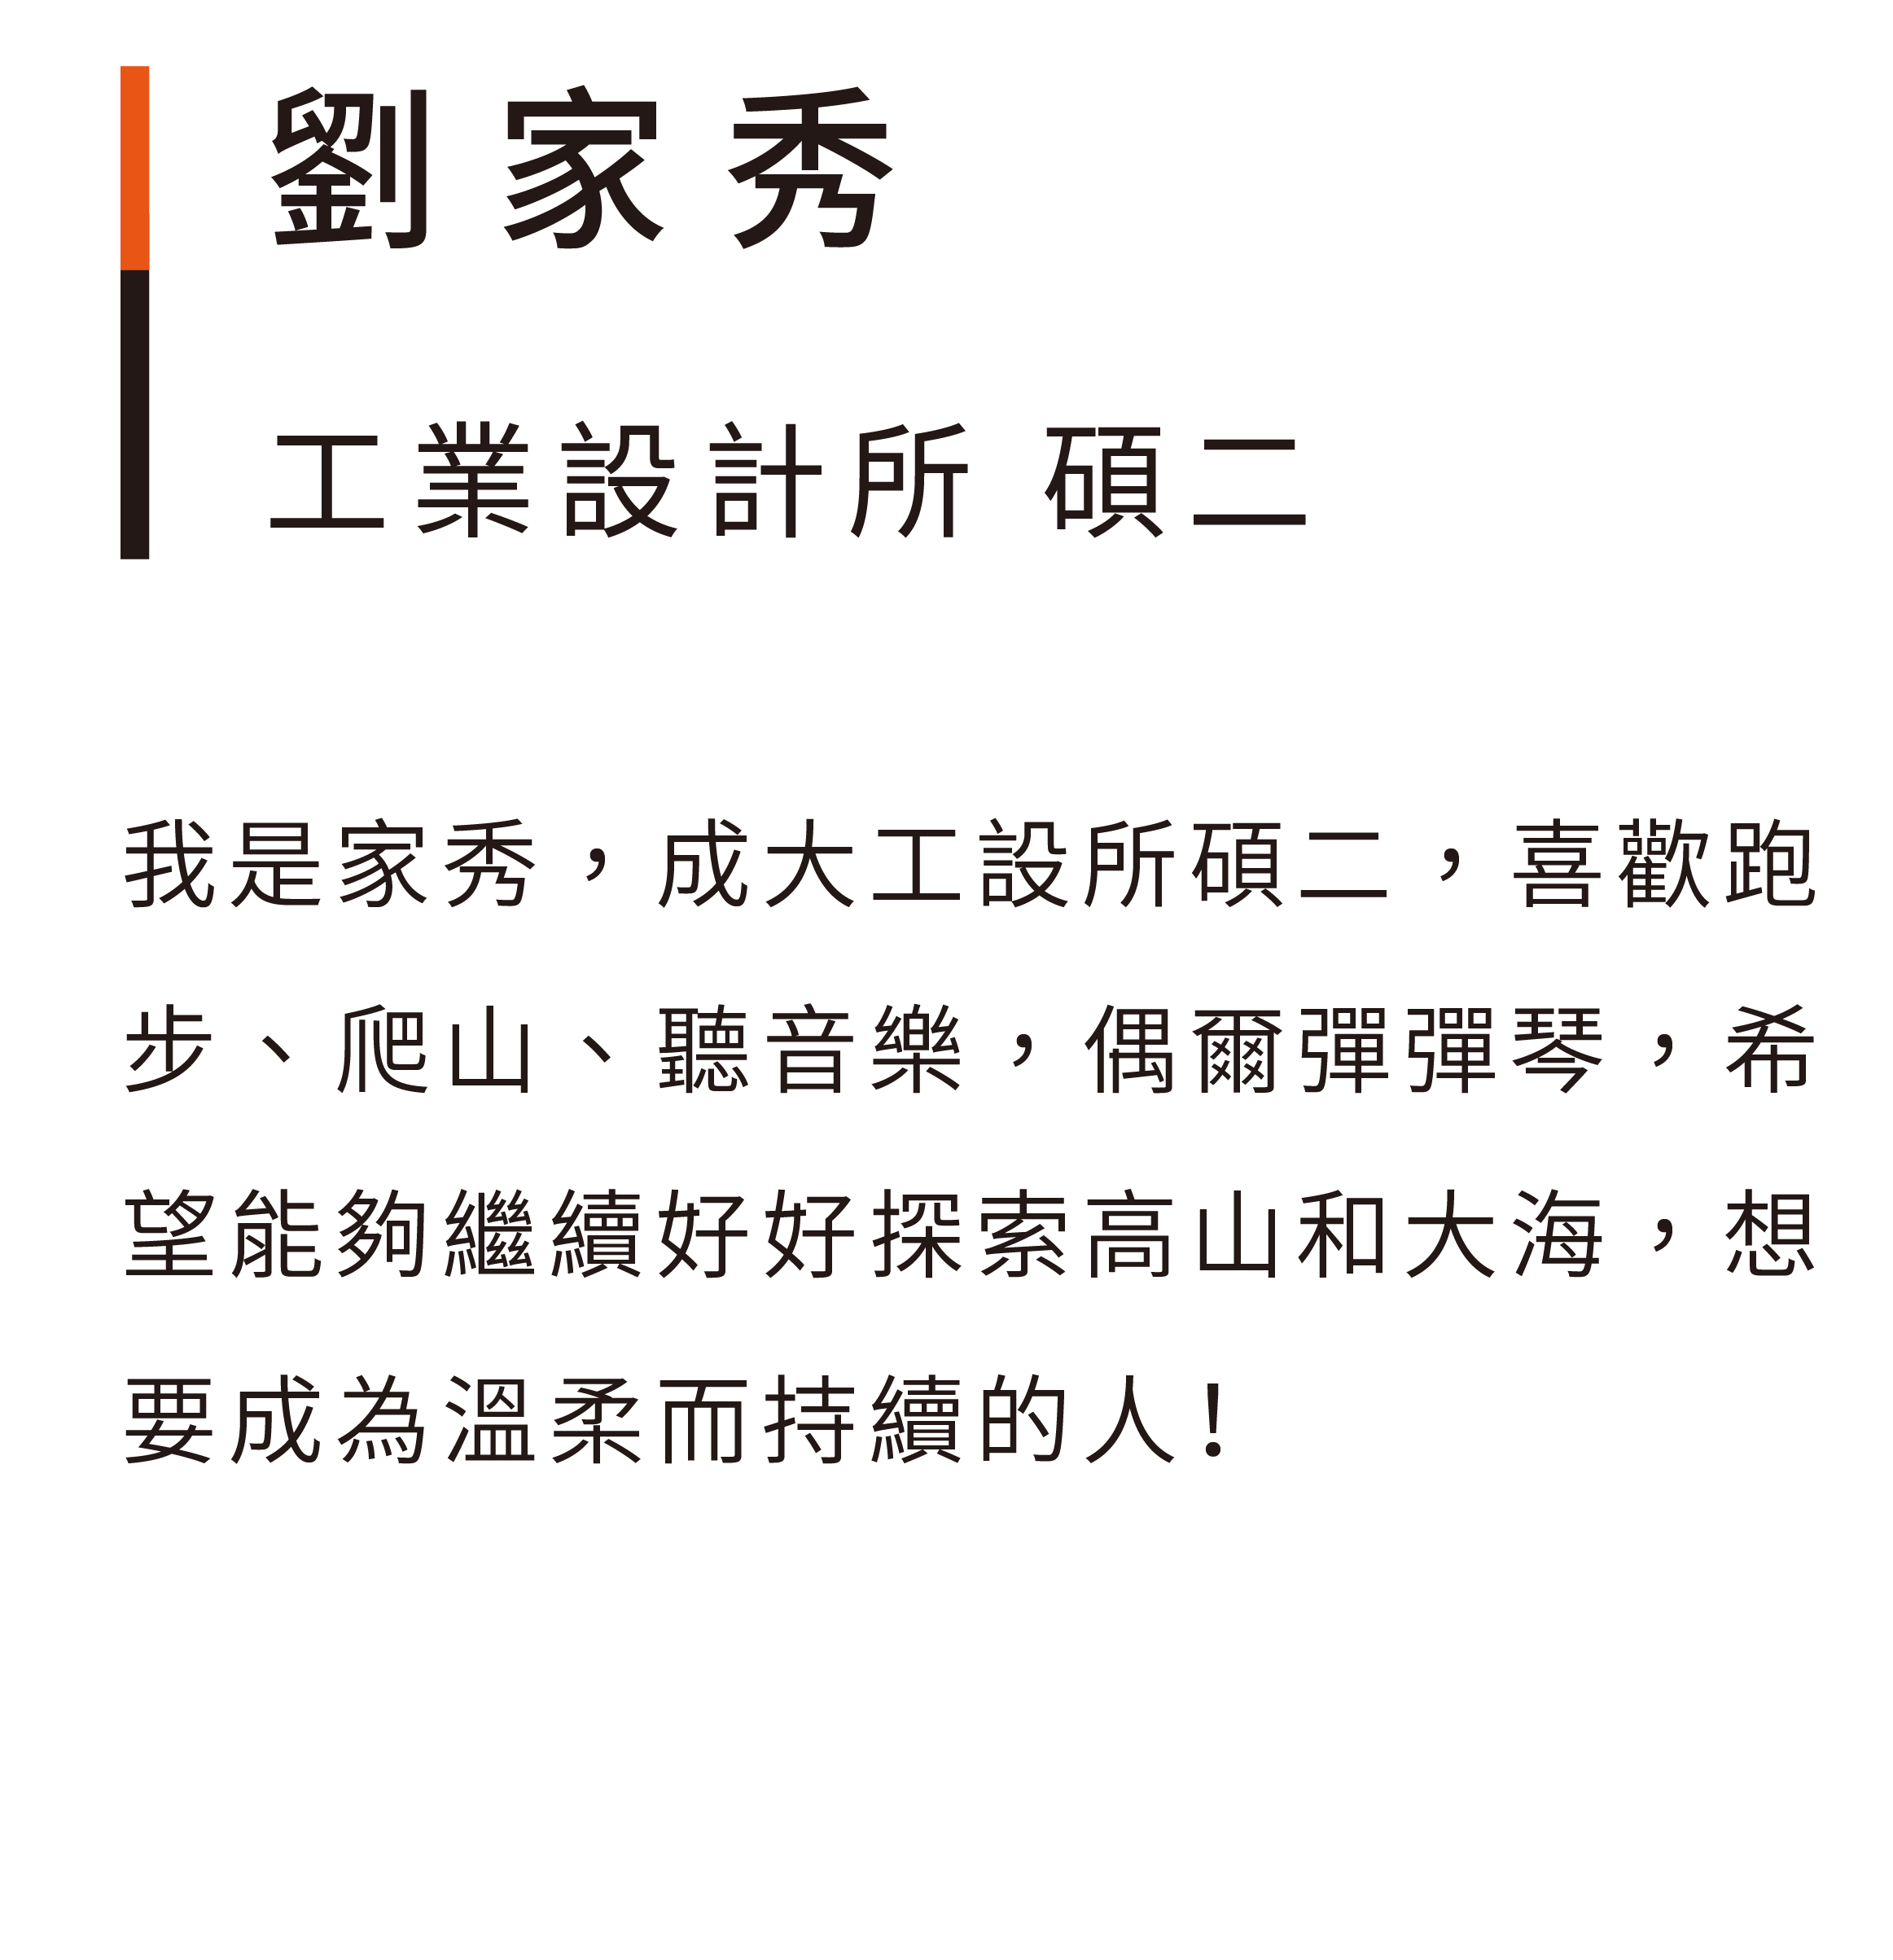 劉家秀
工業設計所 碩二
我是家秀，成大工設所碩二，喜歡跑
步、爬山、聽音樂，偶爾彈彈琴，希
望能夠繼續好好探索高山和大海，想
要成為溫柔而持續的人！